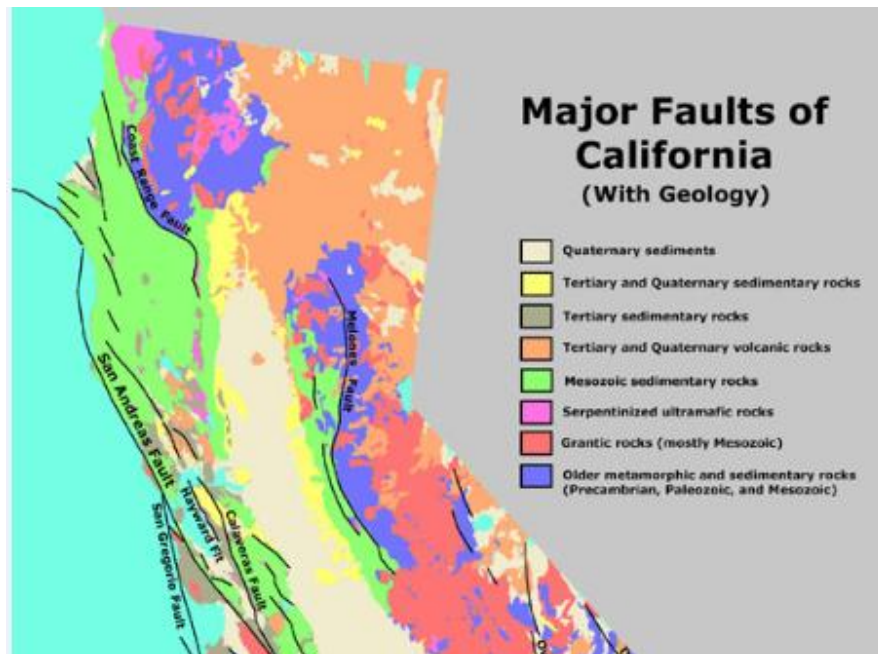 Major Faults of
California
(With Geology)
Quaternary sediments
Tertiary and Quaternary sedimentary rocks
Tertiary sedimentary rocks
Tertiary and Quaternary volcanic rocks
Mesozoic sedimentary rocks
Serpentinized ultramafic rocks
Grantic rocks (mostly Mesozoic)
Older metamorphic and sedimentary rocks
(Precambrian, Paleozoic, and Mesozoic)
Coast Range Fault
Melones Fault
San Andreas Fault
Hayward Flt
Calaveras Fault
San Gregorio Fault